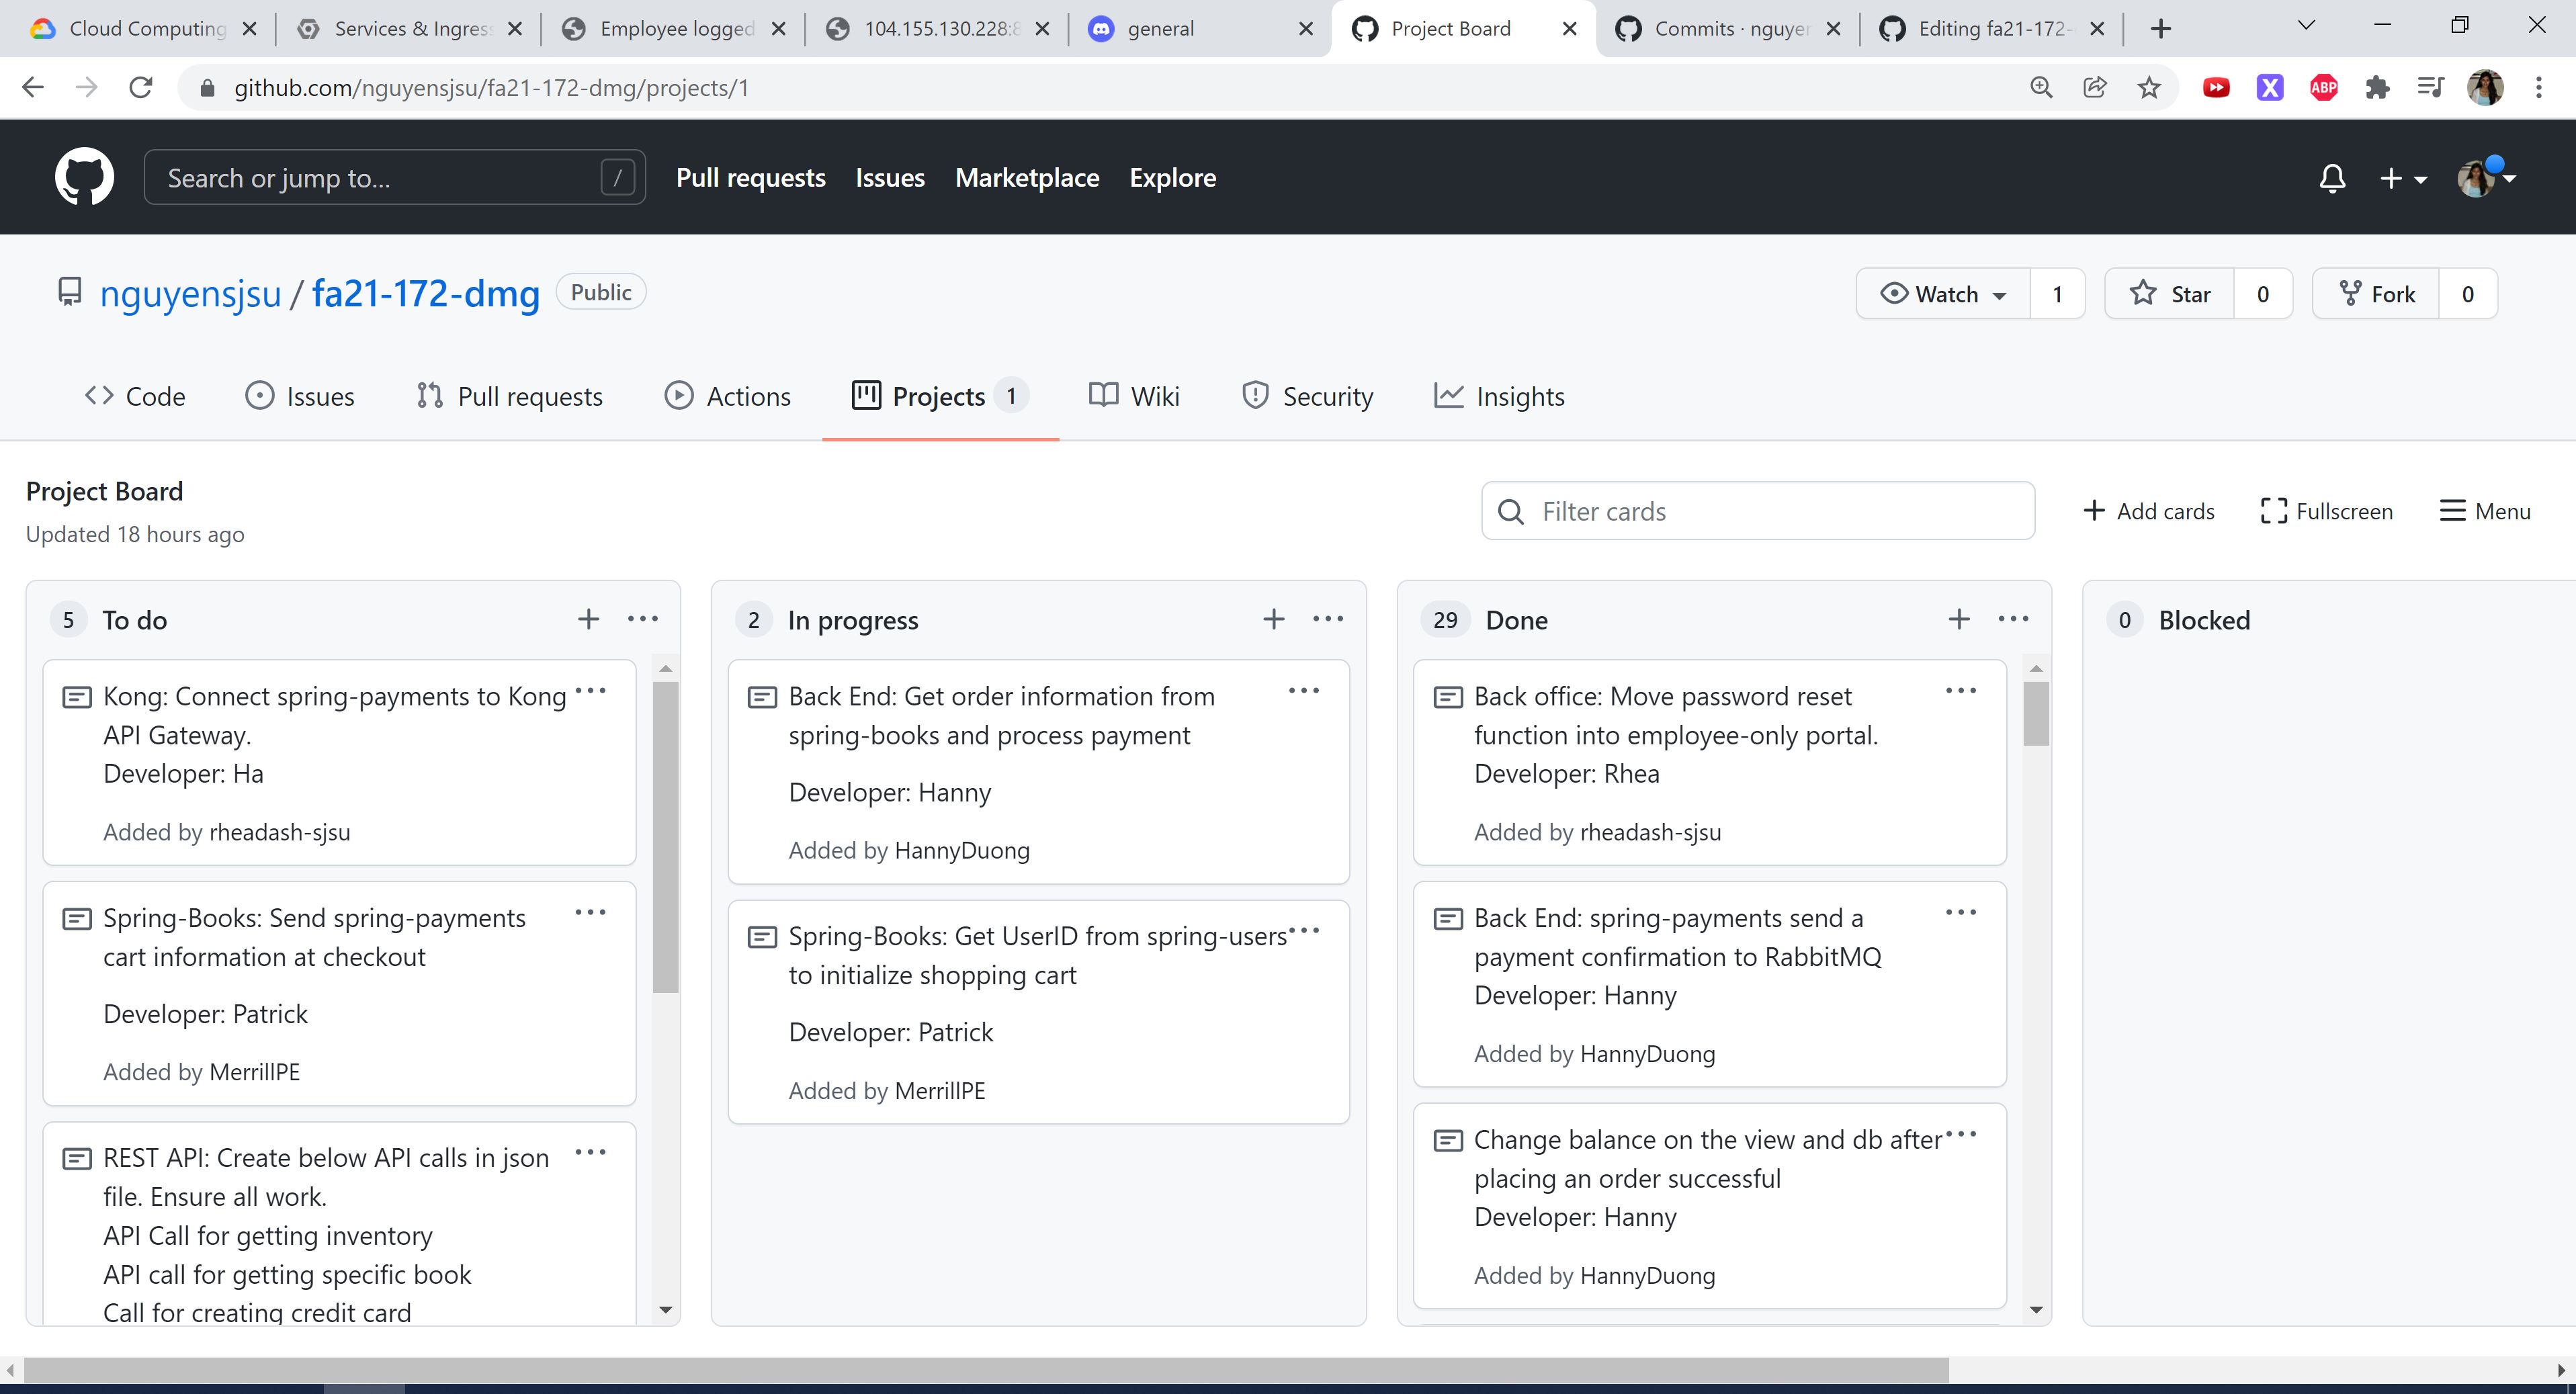 Cloud Computing
Services & Ingres
Employee logged
104.155.130.228:8
general
Project Board
Commits · nguyen
Editing fa21-172-
github.com/nguyensjsu/fa21-172-dmg/projects/1
X
ABP
Search or jump to... /
Pull requests Issues Marketplace Explore
nguyensjsu / fa21-172-dmg Public
Watch 1 Star 0 Fork 0
Code Issues Pull requests Actions Projects 1 Wiki Security Insights
Project Board
Updated 18 hours ago
Filter cards
Add cards Fullscreen Menu
5 To do
Kong: Connect spring-payments to Kong
API Gateway.
Developer: Ha
Added by rheadash-sjsu
Spring-Books: Send spring-payments
cart information at checkout
Developer: Patrick
Added by MerrillPE
REST API: Create below API calls in json
file. Ensure all work.
API Call for getting inventory
API call for getting specific book
Call for creating credit card
2 In progress
Back End: Get order information from
spring-books and process payment
Developer: Hanny
Added by HannyDuong
Spring-Books: Get UserID from spring-users
to initialize shopping cart
Developer: Patrick
Added by MerrillPE
29 Done
Back office: Move password reset
function into employee-only portal.
Developer: Rhea
Added by rheadash-sjsu
Back End: spring-payments send a
payment confirmation to RabbitMQ
Developer: Hanny
Added by HannyDuong
Change balance on the view and db after
placing an order successful
Developer: Hanny
Added by HannyDuong
0 Blocked